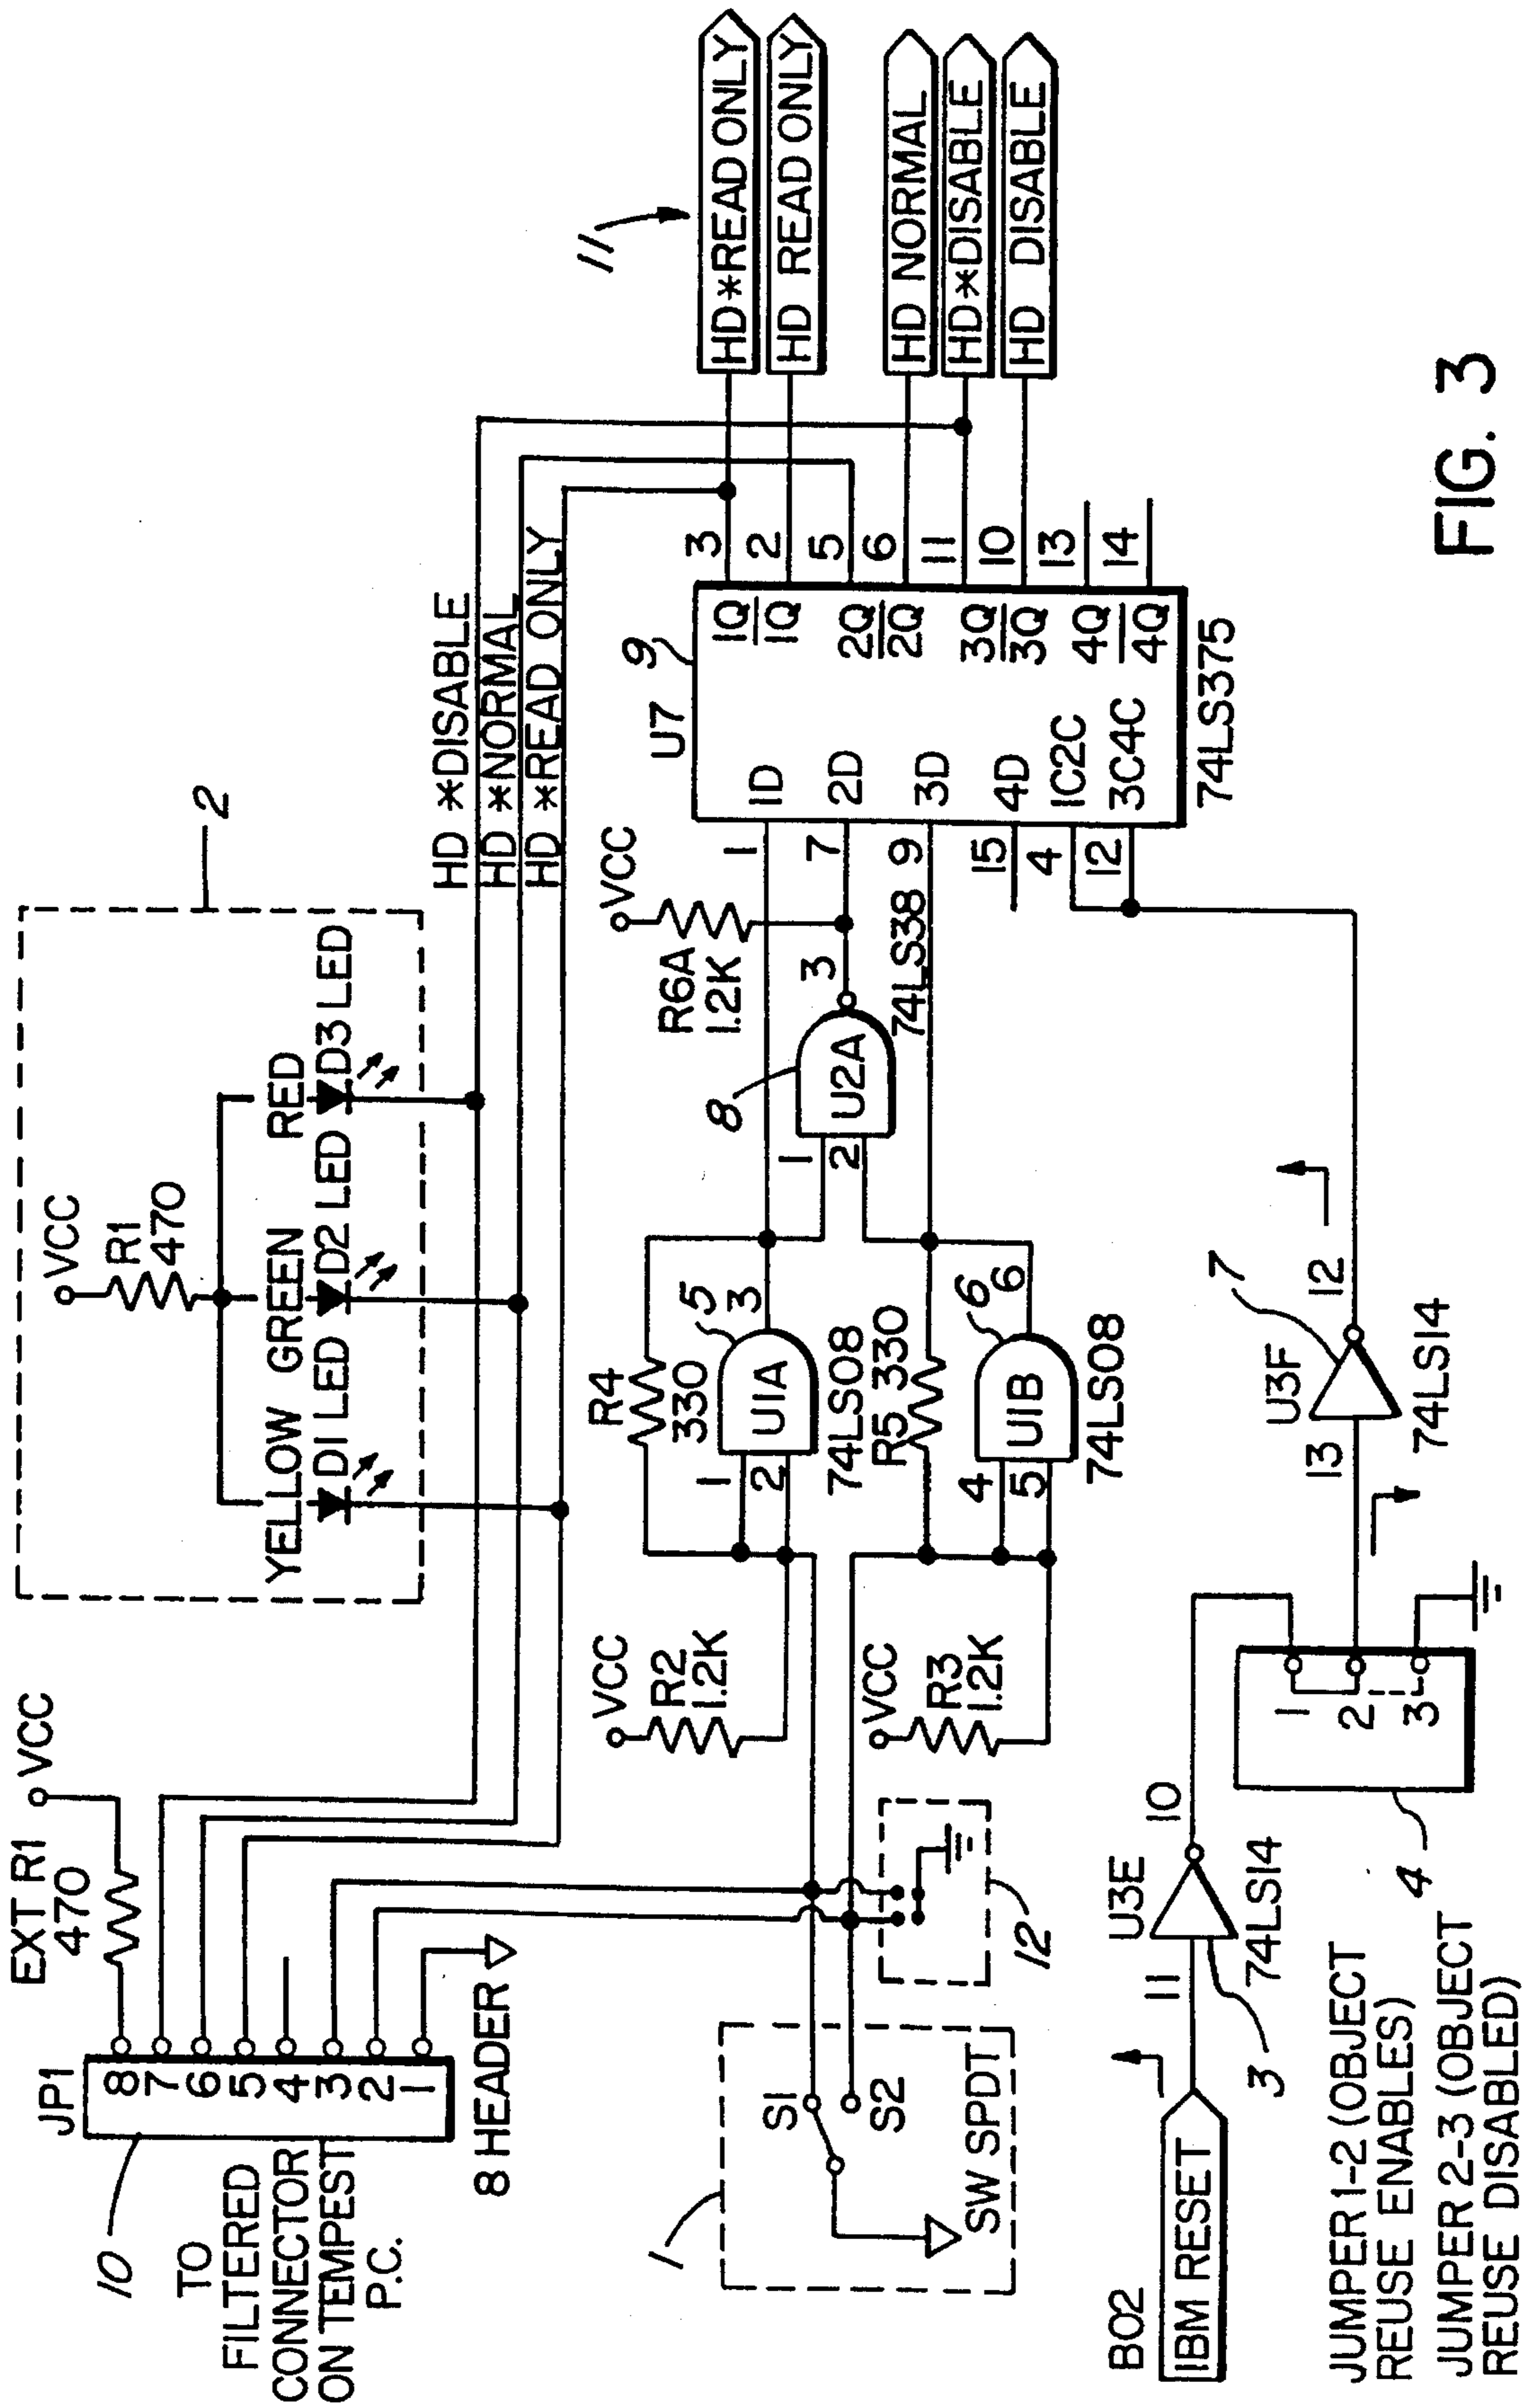 EXT R1
470
VCC
JP1
8
7
6
5
4
3
2
1
8 HEADER
10
TO
FILTERED
CONNECTOR
ON TEMPEST
P.C.
VCC
R1
470
YELLOW GREEN RED
D1 LED D2 LED D3 LED
2
HD *DISABLE
HD *NORMAL
HD *READ ONLY
1
S1
S2
SW SPDT
12
VCC
R2
1.2K
VCC
R3
1.2K
R4
330
1
2
U1A
3
5
74LS08
R5 330
4
5
U1B
6
6
74LS08
1
2
U2A
3
8
74LS38
VCC
R6A
1.2K
U7
9
1
7
9
15
4
12
1D
2D
3D
4D
1C2C
3C4C
1Q
1Q
2Q
2Q
3Q
3Q
4Q
4Q
74LS375
3
2
5
6
11
10
13
14
11
HD*READ ONLY
HD READ ONLY
HD NORMAL
HD*DISABLE
HD DISABLE
B02
IBM RESET
11
U3E
10
3
74LS14
1
2
3
4
13
U3F
12
7
74LS14
JUMPER 1-2 (OBJECT
REUSE ENABLES)
JUMPER 2-3 (OBJECT
REUSE DISABLED)
FIG. 3